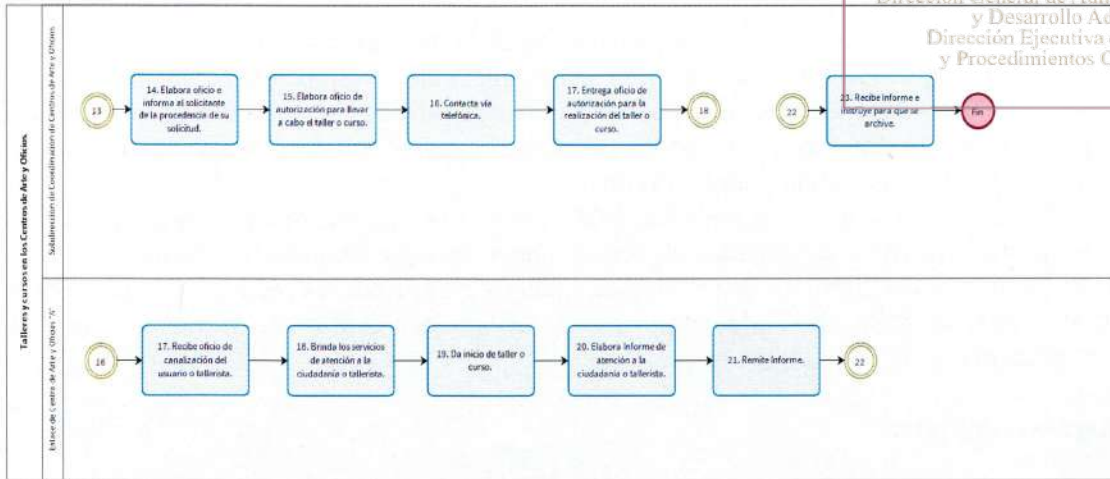 Dirección General de
y Desarrollo
Dirección Ejecutiva
y Procedimientos
Talleres y cursos en los Centros de Arte y Oficios
Subdirección de Coordinación de Centros de Arte y Oficios
14. Elabora oficio e
informa al solicitante
de la procedencia de su
solicitud.
15. Elabora oficio de
autorización para llevar
a cabo el taller o curso.
16. Contacta vía
telefónica.
17. Entrega oficio de
autorización para la
realización del taller o
curso.
18
22
Recibe informe e
instruye para que se
archive.
Fin
Enlace de Centro de Arte y Oficios "A"
16
17. Recibe oficio de
canalización del
usuario o tallerista.
18. Brinda los servicios
de atención a la
ciudadanía o tallerista.
19. Da inicio de taller o
curso.
20. Elabora informe de
atención a la
ciudadanía o tallerista.
21. Remite Informe.
22